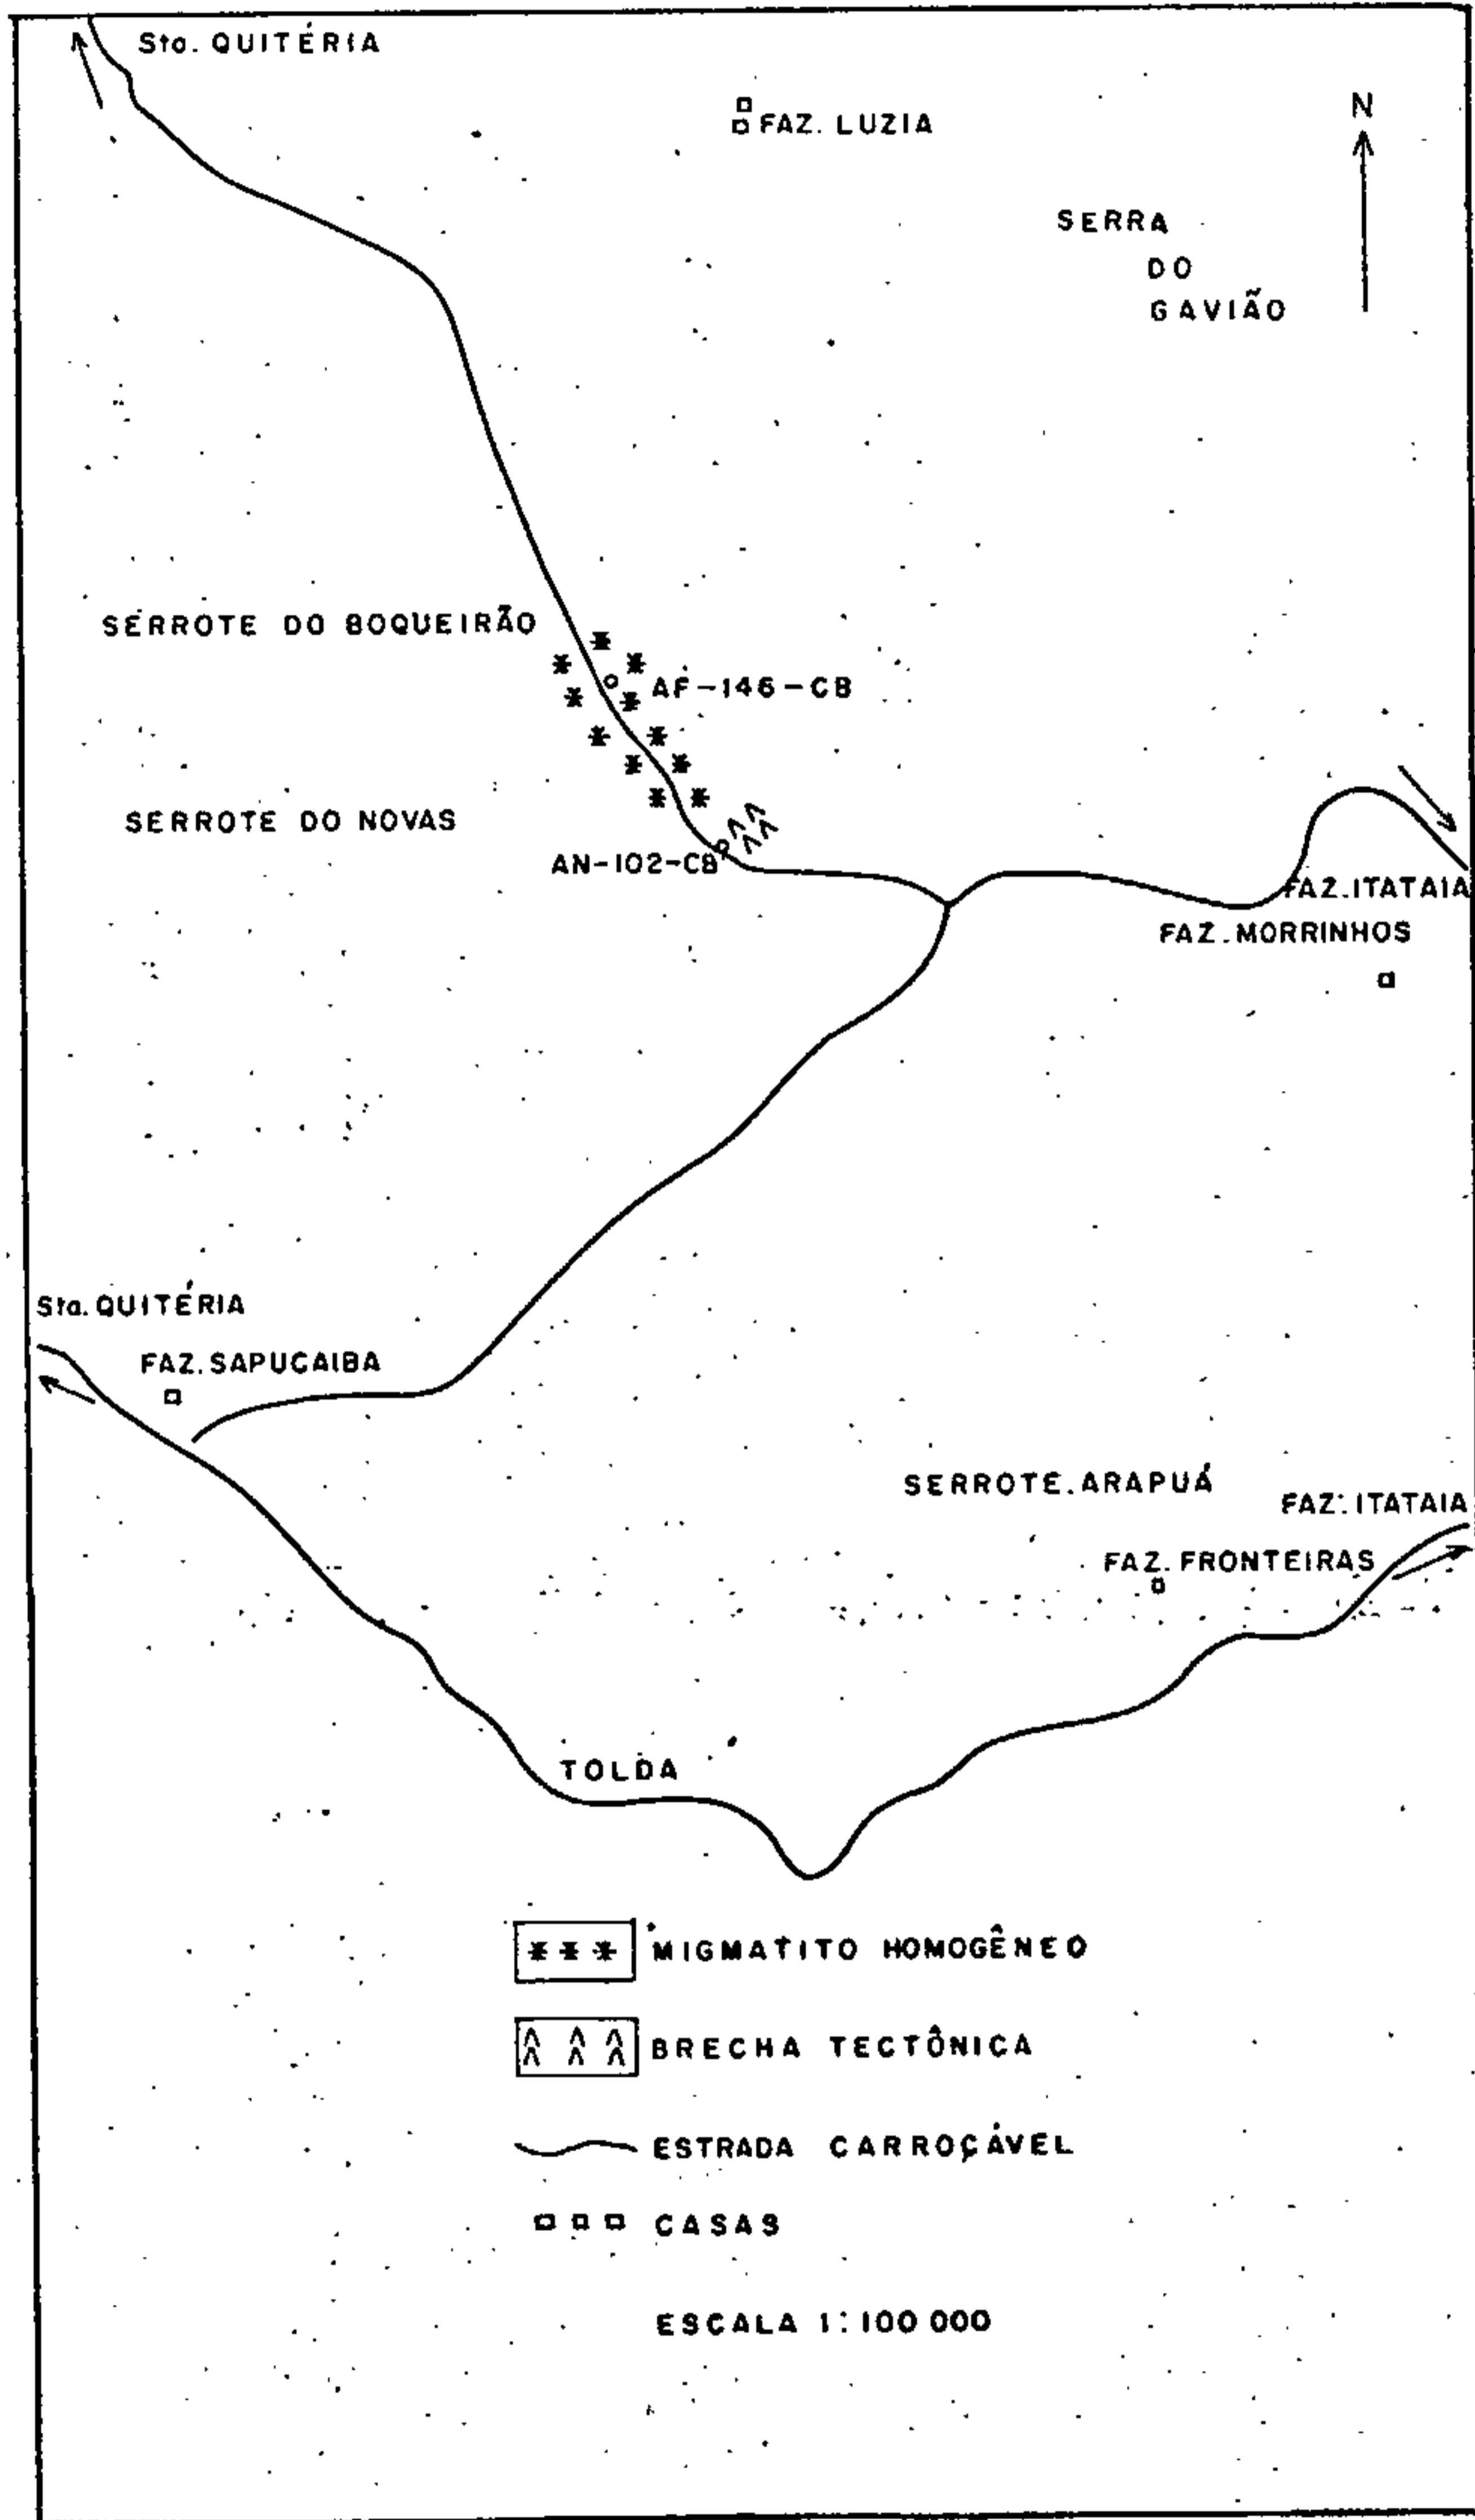 Sta. QUITÉRIA
FAZ. LUZIA
N
SERRA
DO
GAVIÃO
SERROTE DO BOQUEIRÃO
AF-146-CB
SERROTE DO NOVAS
AN-102-CB
FAZ. ITATAIA
FAZ. MORRINHOS
Sta. QUITÉRIA
FAZ. SAPUCAIBA
SERROTE ARAPUÁ
FAZ. ITATAIA
FAZ. FRONTEIRAS
TOLDA
MIGMATITO HOMOGÊNEO
BRECHA TECTÔNICA
ESTRADA CARROÇÁVEL
CASAS
ESCALA 1:100 000